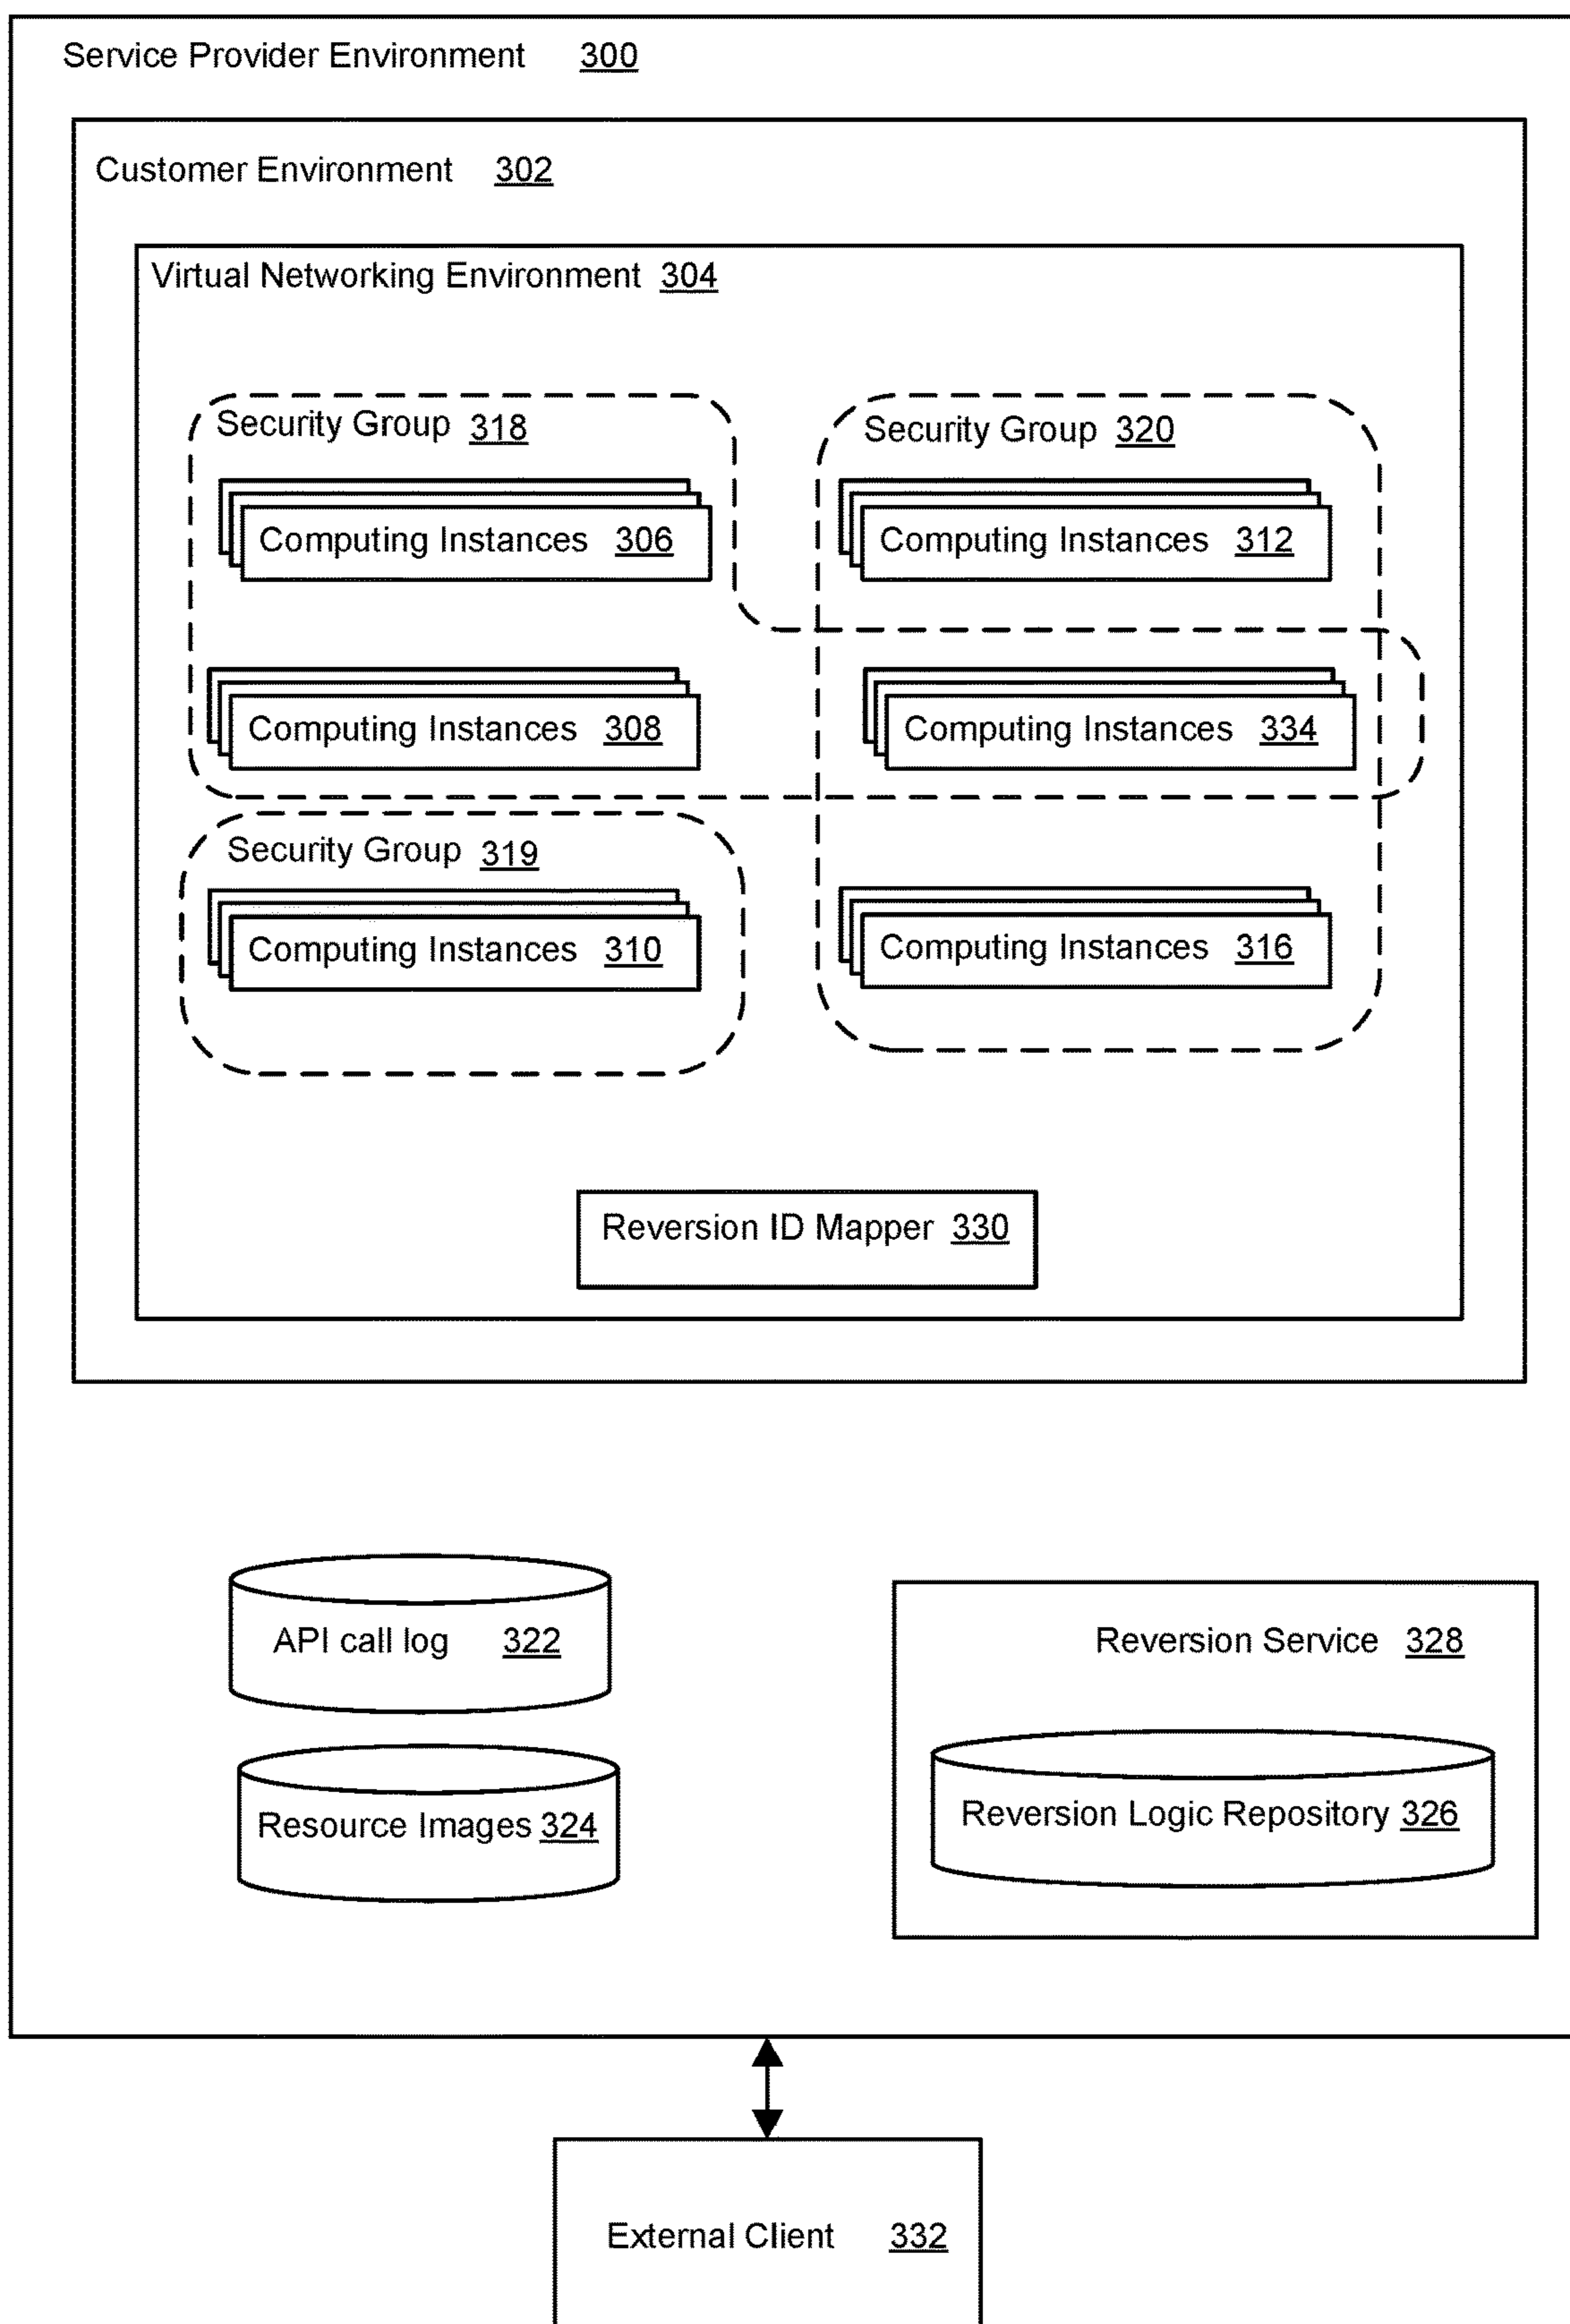 Service Provider Environment 300
Customer Environment 302
Virtual Networking Environment 304
Security Group 318
Security Group 320
Computing Instances 306
Computing Instances 312
Computing Instances 308
Computing Instances 334
Security Group 319
Computing Instances 310
Computing Instances 316
Reversion ID Mapper 330
API call log 322
Reversion Service 328
Resource Images 324
Reversion Logic Repository 326
External Client 332